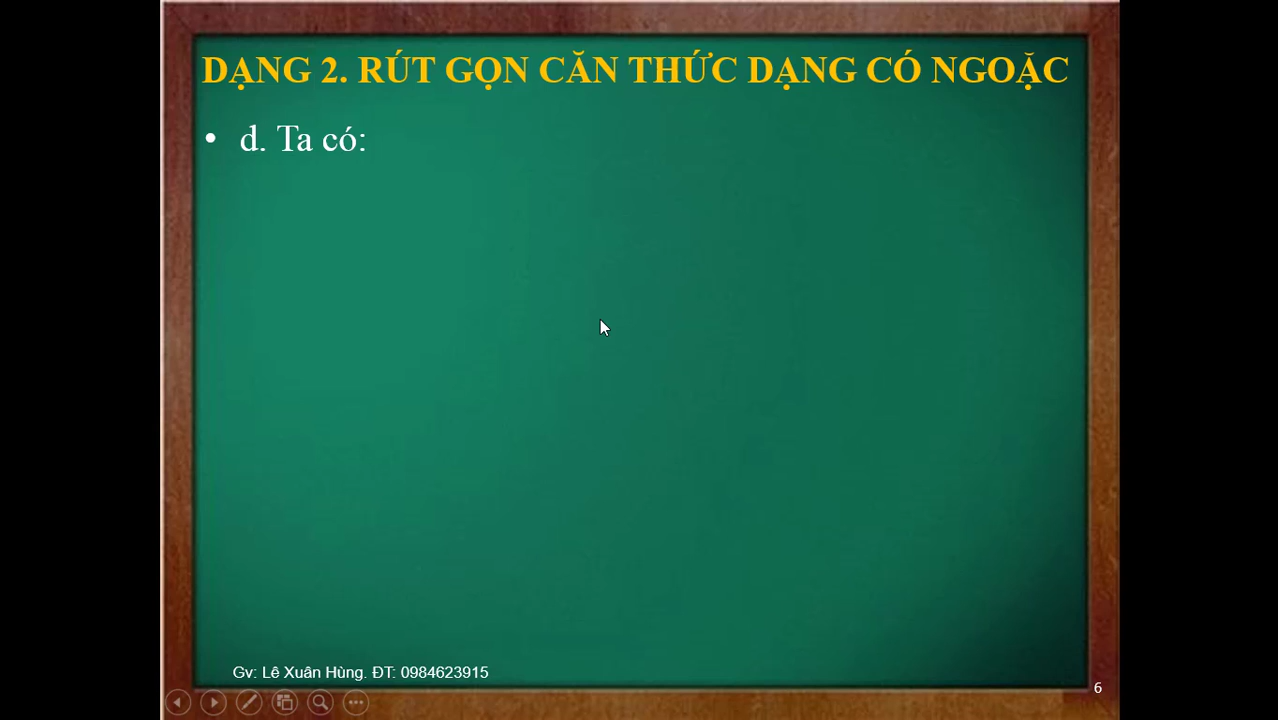 DẠNG 2. RÚT GỌN CĂN THỨC DẠNG CÓ NGOẶC
• d. Ta có:
Gv: Lê Xuân Hùng. ĐT: 0984623915
6